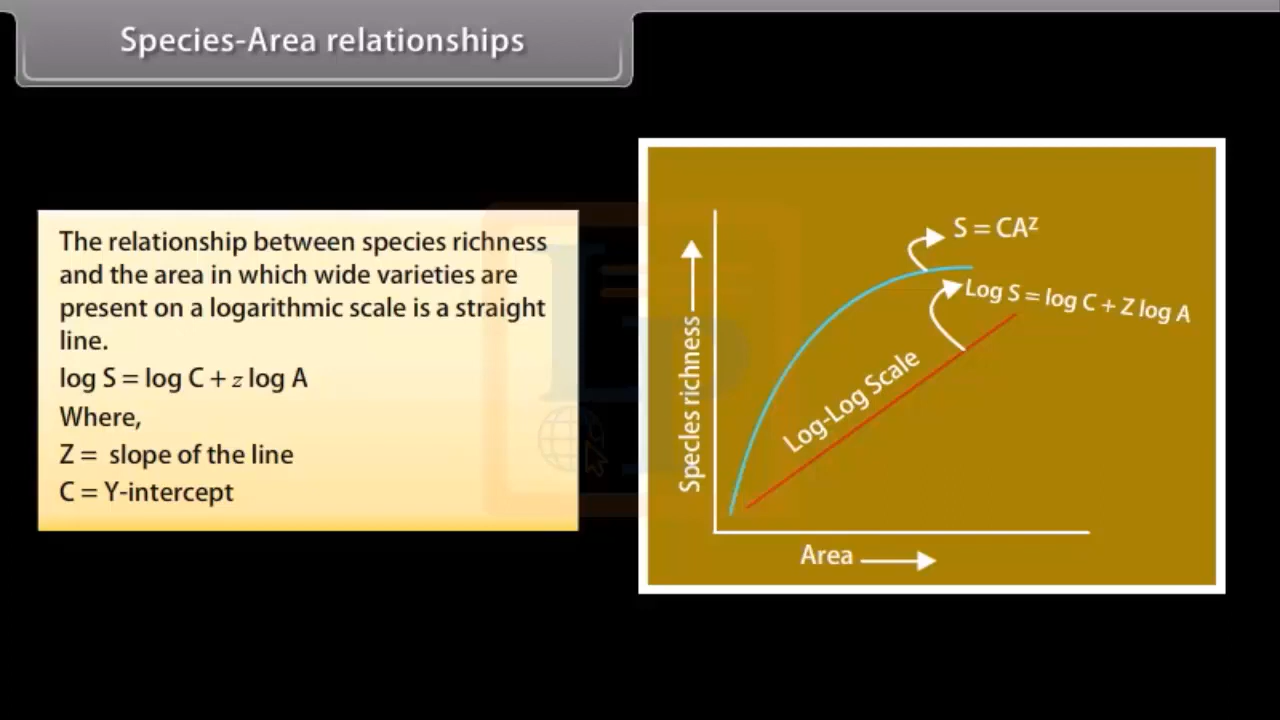 Species-Area relationships
The relationship between species richness
and the area in which wide varieties are
present on a logarithmic scale is a straight
line.
log S = log C + z log A
Where,
Z = slope of the line
C = Y-intercept
S = CAᶻ
Log S = log C + Z log A
Log-Log Scale
Specles richness
Area